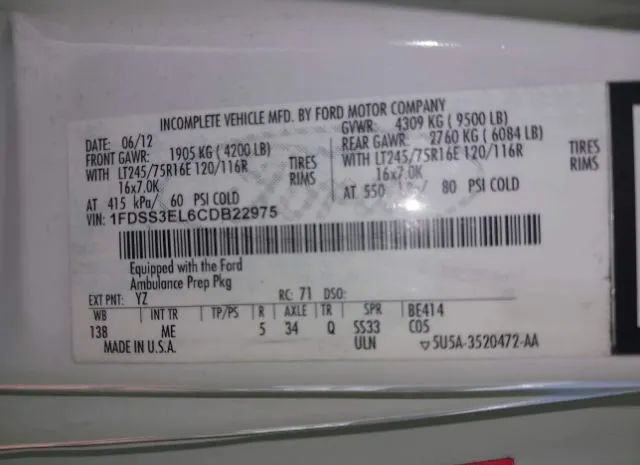 INCOMPLETE VEHICLE MFD. BY FORD MOTOR COMPANY
DATE: 06/12 GVWR: 4309 KG ( 9500 LB)
FRONT GAWR: 1905 KG ( 4200 LB) REAR GAWR: 2760 KG ( 6084 LB)
WITH LT245/75R16E 120/116R TIRES WITH LT245/75R16E 120/116R TIRES
16x7.0K RIMS 16x7.0K RIMS
AT 415 kPa/ 60 PSI COLD AT 550 / 80 PSI COLD
VIN: 1FDSS3EL6CDB22975
Equipped with the Ford
Ambulance Prep Pkg
EXT PNT: YZ RC: 71 DSO:
WB INT TR TP/PS R AXLE TR SPR BE414
138 ME 5 34 Q SS33 C05
MADE IN U.S.A. ULN ▽5U5A-3520472-AA